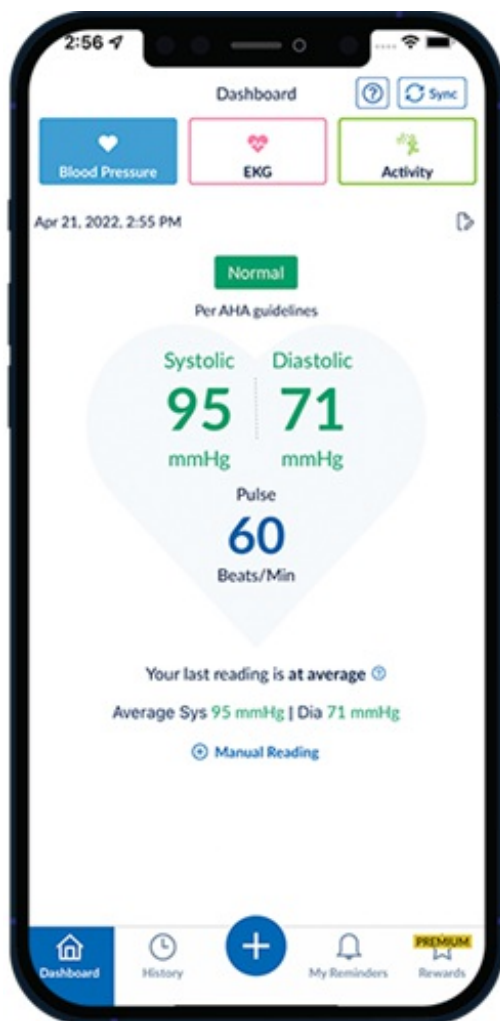 2:56
Dashboard
Sync
Blood Pressure
EKG
Activity
Apr 21, 2022, 2:55 PM
Normal
Per AHA guidelines
Systolic Diastolic
95 71
mmHg mmHg
Pulse
60
Beats/Min
Your last reading is at average
Average Sys 95 mmHg | Dia 71 mmHg
Manual Reading
PREMIUM
Dashboard
History
My Reminders
Rewards